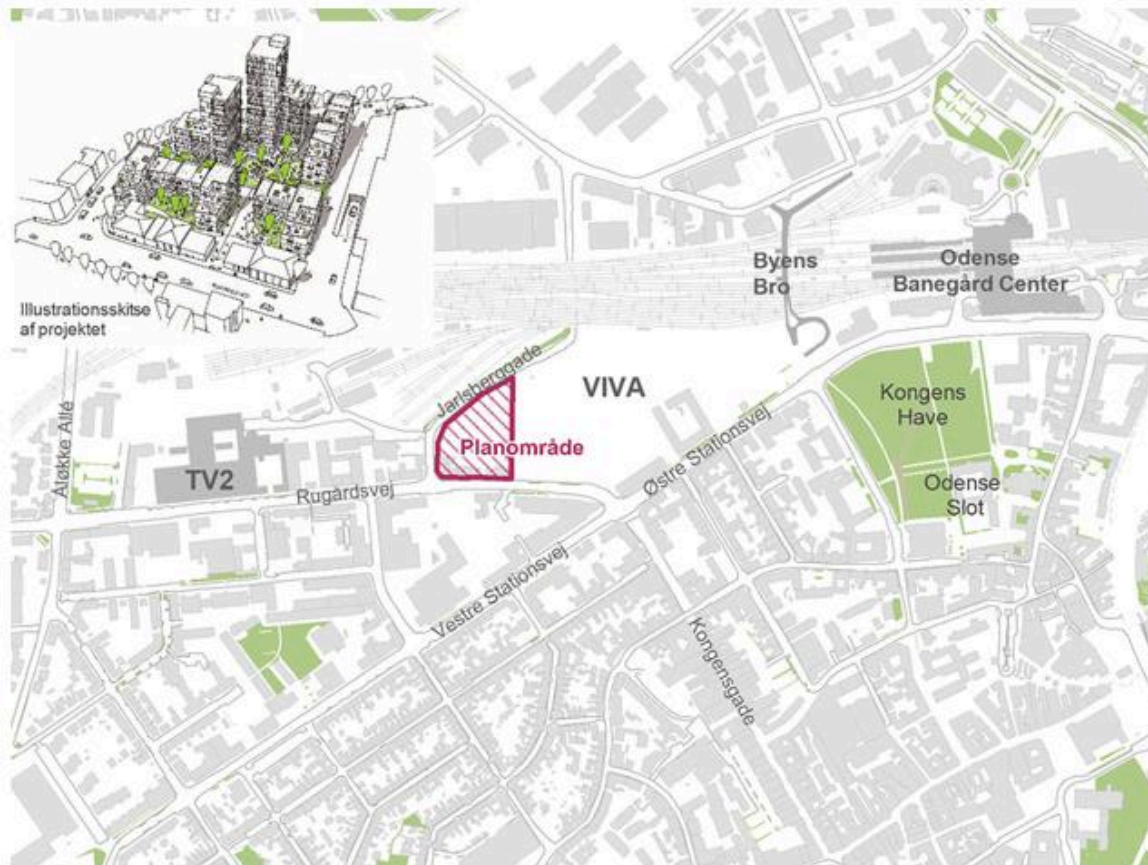 Illustrationsskitse
af projektet
Byens
Bro
Odense
Banegård Center
Jarlsberggade
VIVA
Kongens
Have
Planområde
Åløkke Allé
TV2
Rugårdsvej
Østre Stationsvej
Odense
Slot
Vestre Stationsvej
Kongensgade